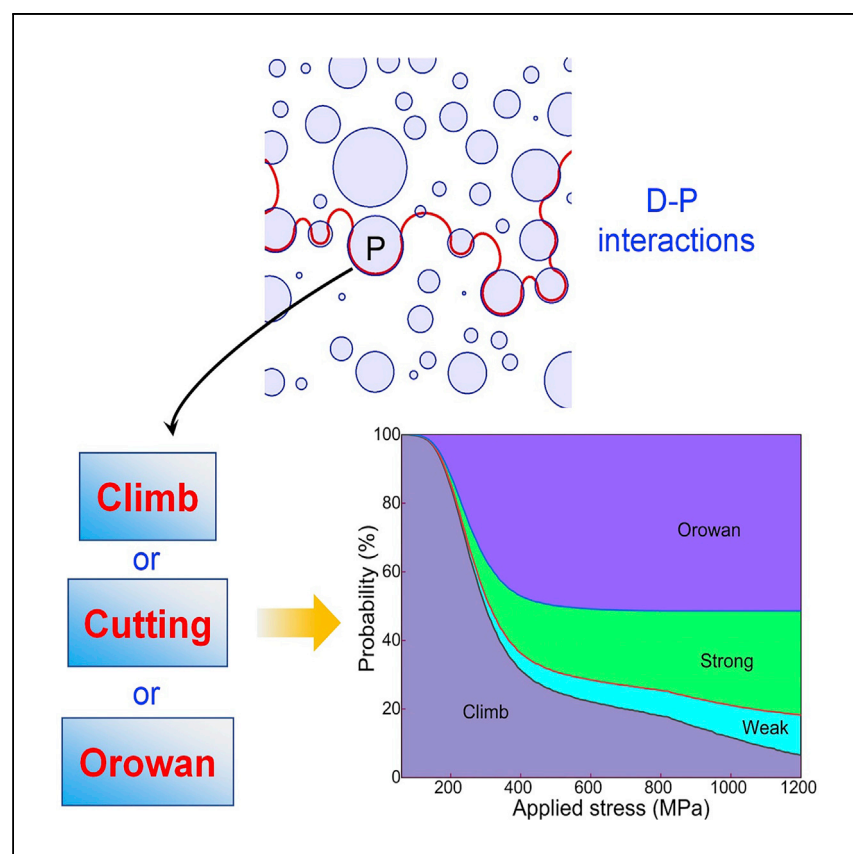 D-P
interactions
P
Climb
or
Cutting
or
Orowan
100
80
60
40
20
0
Probability (%)
Orowan
Strong
Weak
Climb
200
400
600
800
1000
1200
Applied stress (MPa)